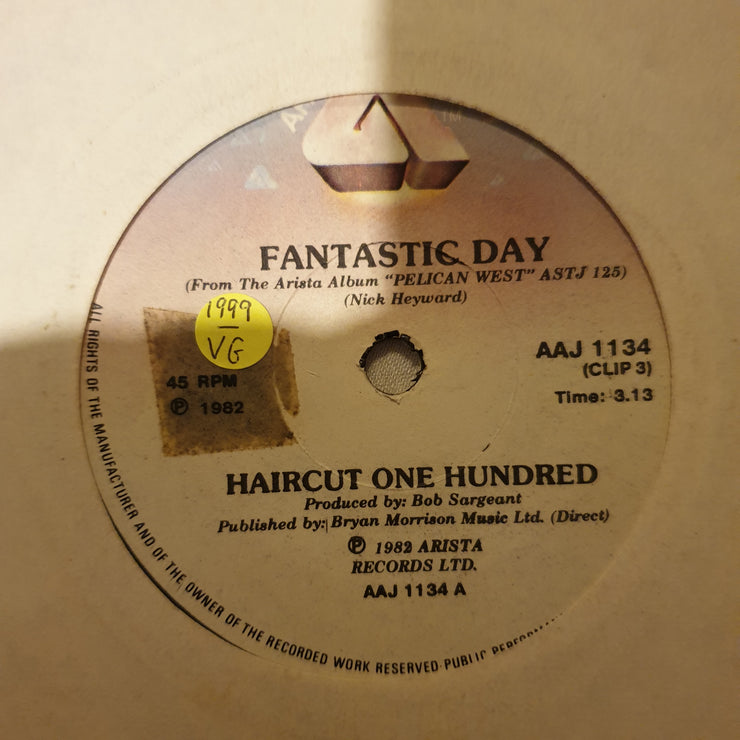 TM
FANTASTIC DAY
(From The Arista Album "PELICAN WEST" ASTJ 125)
(Nick Heyward)
1999
VG
AAJ 1134
(CLIP 3)
Time: 3.13
45 RPM
Ⓟ 1982
HAIRCUT ONE HUNDRED
Produced by: Bob Sargeant
Published by: Bryan Morrison Music Ltd. (Direct)
Ⓟ 1982 ARISTA
RECORDS LTD.
AAJ 1134 A
ALL RIGHTS OF THE MANUFACTURER AND OF THE OWNER OF THE RECORDED WORK RESERVED·PUBLIC